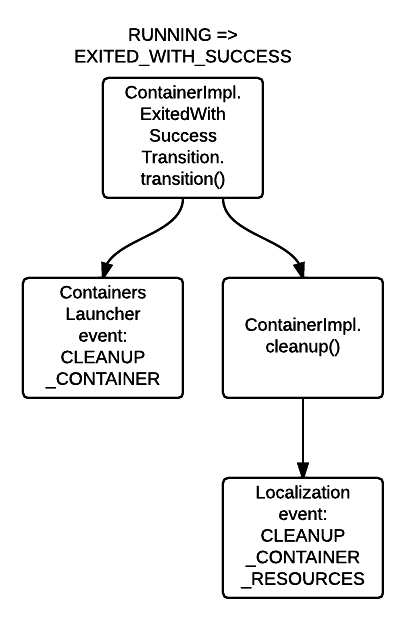 RUNNING =>
EXITED_WITH_SUCCESS
ContainerImpl.
ExitedWith
Success
Transition.
transition()
Containers
Launcher
event:
CLEANUP
_CONTAINER
ContainerImpl.
cleanup()
Localization
event:
CLEANUP
_CONTAINER
_RESOURCES